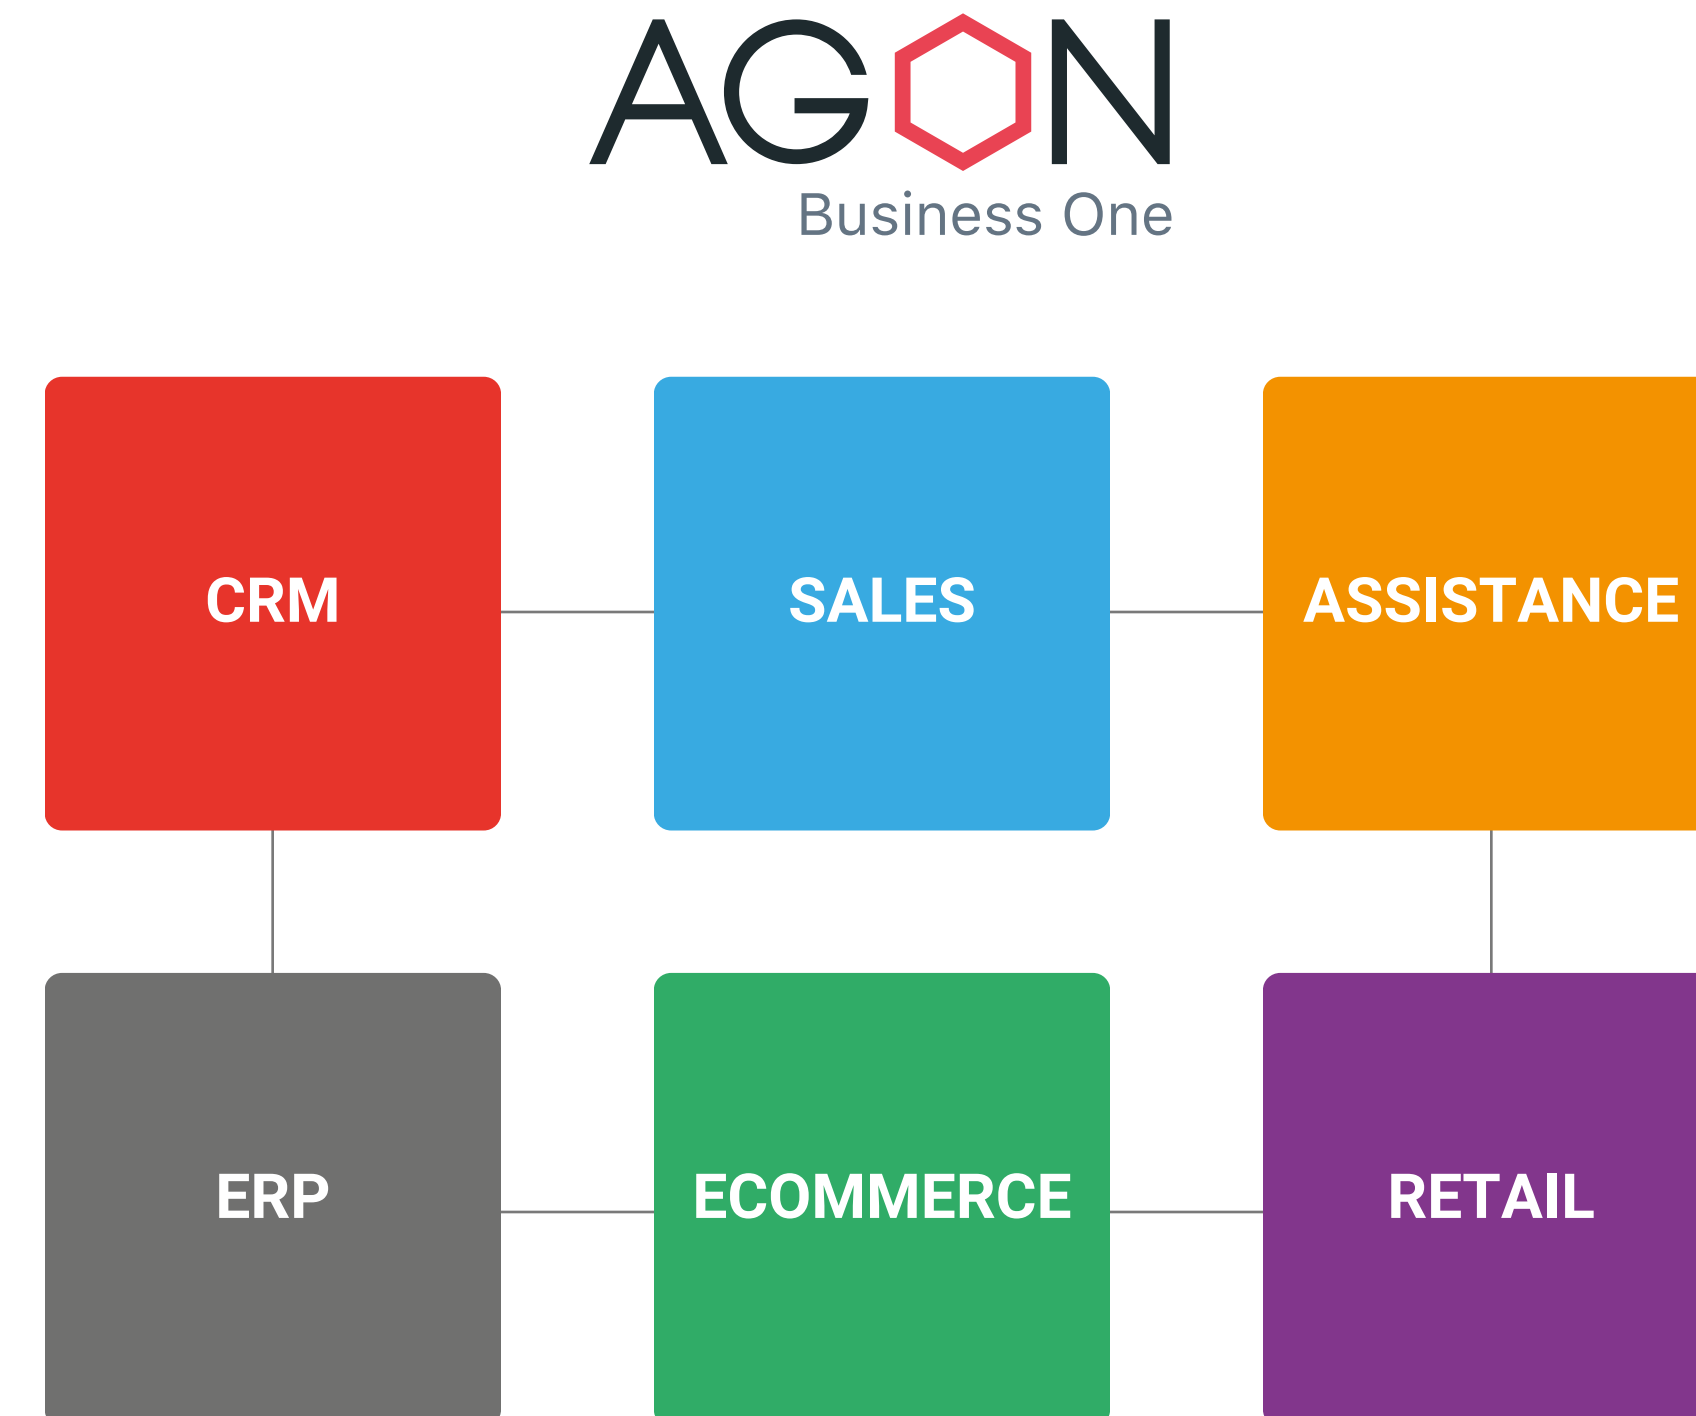 AGON
Business One
CRM
SALES
ASSISTANCE
ERP
ECOMMERCE
RETAIL